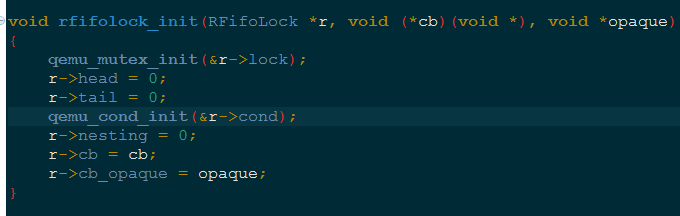 void rfifolock_init(RFifoLock *r, void (*cb)(void *), void *opaque)
{
    qemu_mutex_init(&r->lock);
    r->head = 0;
    r->tail = 0;
    qemu_cond_init(&r->cond);
    r->nesting = 0;
    r->cb = cb;
    r->cb_opaque = opaque;
}